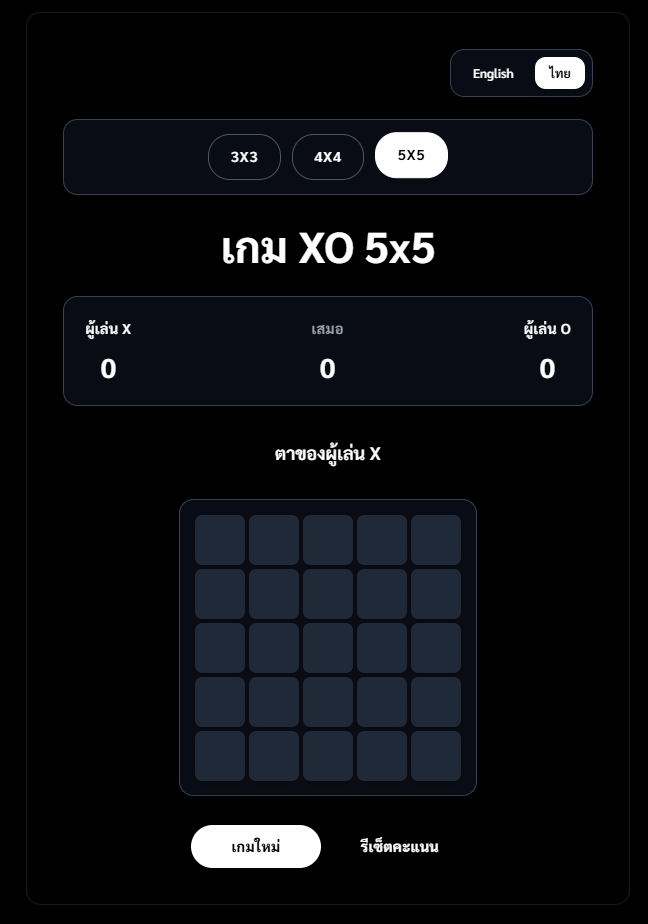 English ไทย
3X3 4X4 5X5
เกม XO 5x5
ผู้เล่น X เสมอ ผู้เล่น O
0 0 0
ตาของผู้เล่น X
เกมใหม่ รีเซ็ตคะแนน